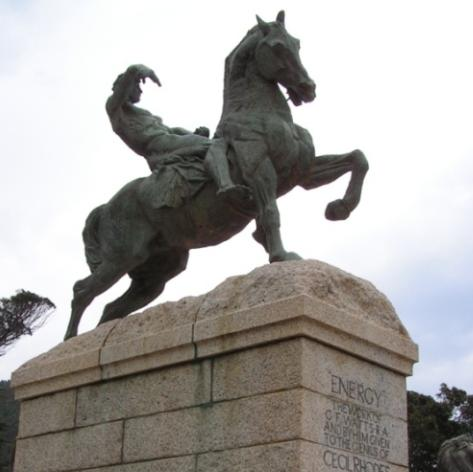 ENERGY
THE WORK OF
G.F. WATTS R.A.
AND BY HIM GIVEN
TO THE GENIUS OF
CECIL RHODES